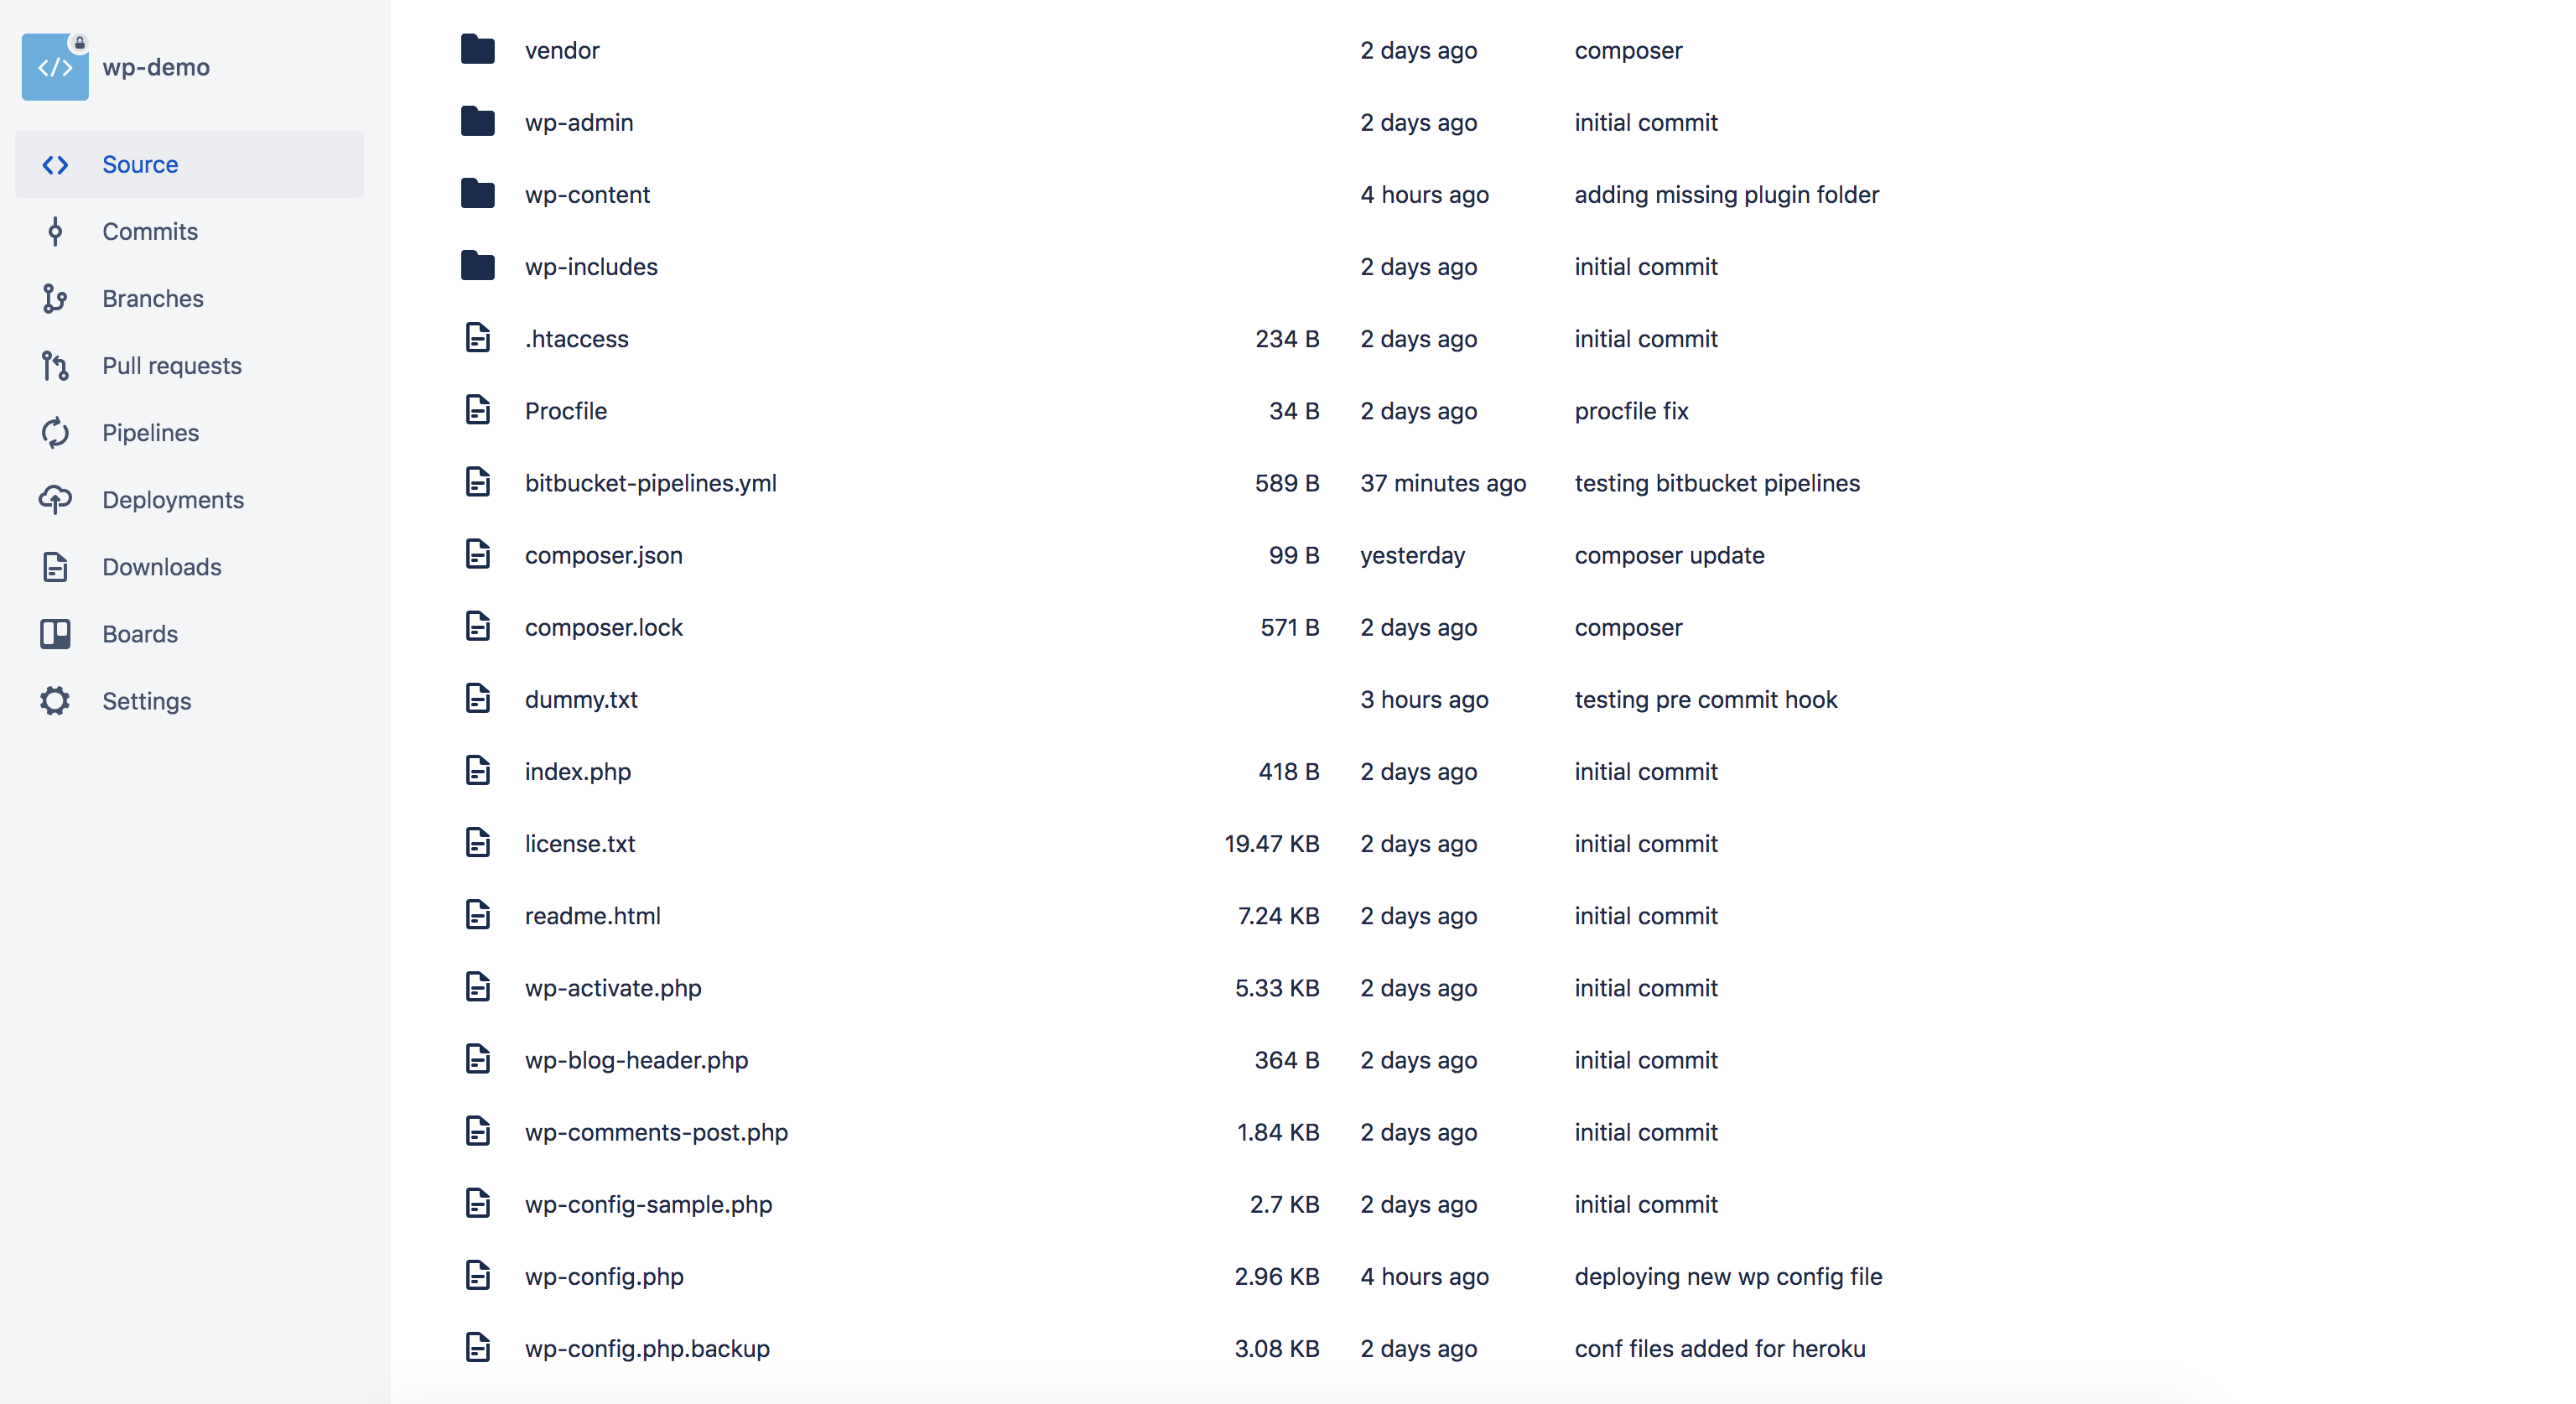 wp-demo
Source
Commits
Branches
Pull requests
Pipelines
Deployments
Downloads
Boards
Settings
vendor 2 days ago composer
wp-admin 2 days ago initial commit
wp-content 4 hours ago adding missing plugin folder
wp-includes 2 days ago initial commit
.htaccess 234 B 2 days ago initial commit
Procfile 34 B 2 days ago procfile fix
bitbucket-pipelines.yml 589 B 37 minutes ago testing bitbucket pipelines
composer.json 99 B yesterday composer update
composer.lock 571 B 2 days ago composer
dummy.txt 3 hours ago testing pre commit hook
index.php 418 B 2 days ago initial commit
license.txt 19.47 KB 2 days ago initial commit
readme.html 7.24 KB 2 days ago initial commit
wp-activate.php 5.33 KB 2 days ago initial commit
wp-blog-header.php 364 B 2 days ago initial commit
wp-comments-post.php 1.84 KB 2 days ago initial commit
wp-config-sample.php 2.7 KB 2 days ago initial commit
wp-config.php 2.96 KB 4 hours ago deploying new wp config file
wp-config.php.backup 3.08 KB 2 days ago conf files added for heroku